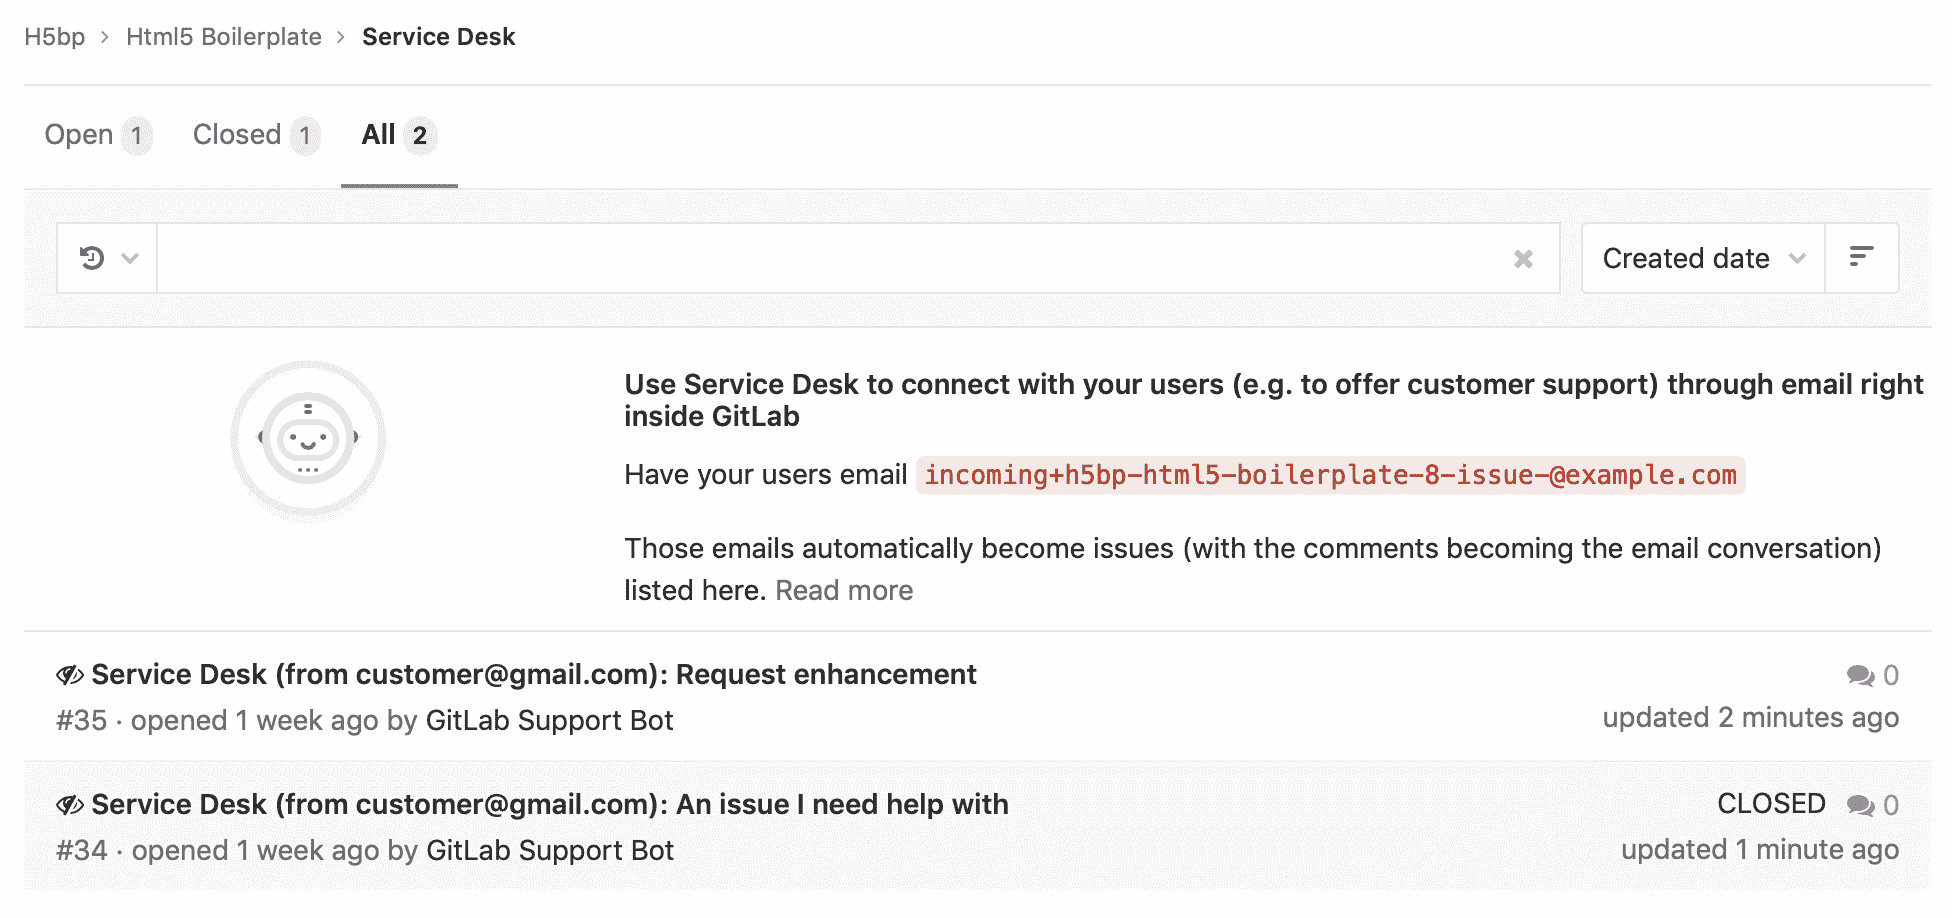 H5bp > Html5 Boilerplate > Service Desk
Open 1 Closed 1 All 2
Created date
Use Service Desk to connect with your users (e.g. to offer customer support) through email right
inside GitLab
Have your users email incoming+h5bp-html5-boilerplate-8-issue-@example.com
Those emails automatically become issues (with the comments becoming the email conversation)
listed here. Read more
Service Desk (from customer@gmail.com): Request enhancement 0
#35 · opened 1 week ago by GitLab Support Bot updated 2 minutes ago
Service Desk (from customer@gmail.com): An issue I need help with CLOSED 0
#34 · opened 1 week ago by GitLab Support Bot updated 1 minute ago